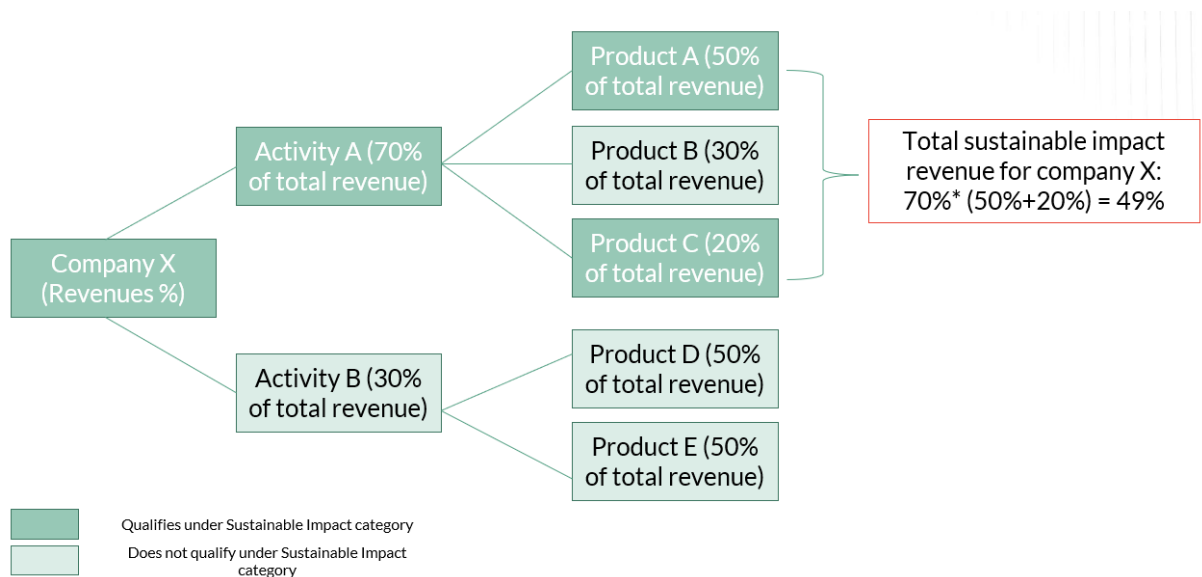 Product A (50%
of total revenue)
Activity A (70%
of total revenue)
Product B (30%
of total revenue)
Total sustainable impact
revenue for company X:
70%* (50%+20%) = 49%
Company X
(Revenues %)
Product C (20%
of total revenue)
Activity B (30%
of total revenue)
Product D (50%
of total revenue)
Product E (50%
of total revenue)
Qualifies under Sustainable Impact category
Does not qualify under Sustainable Impact
category